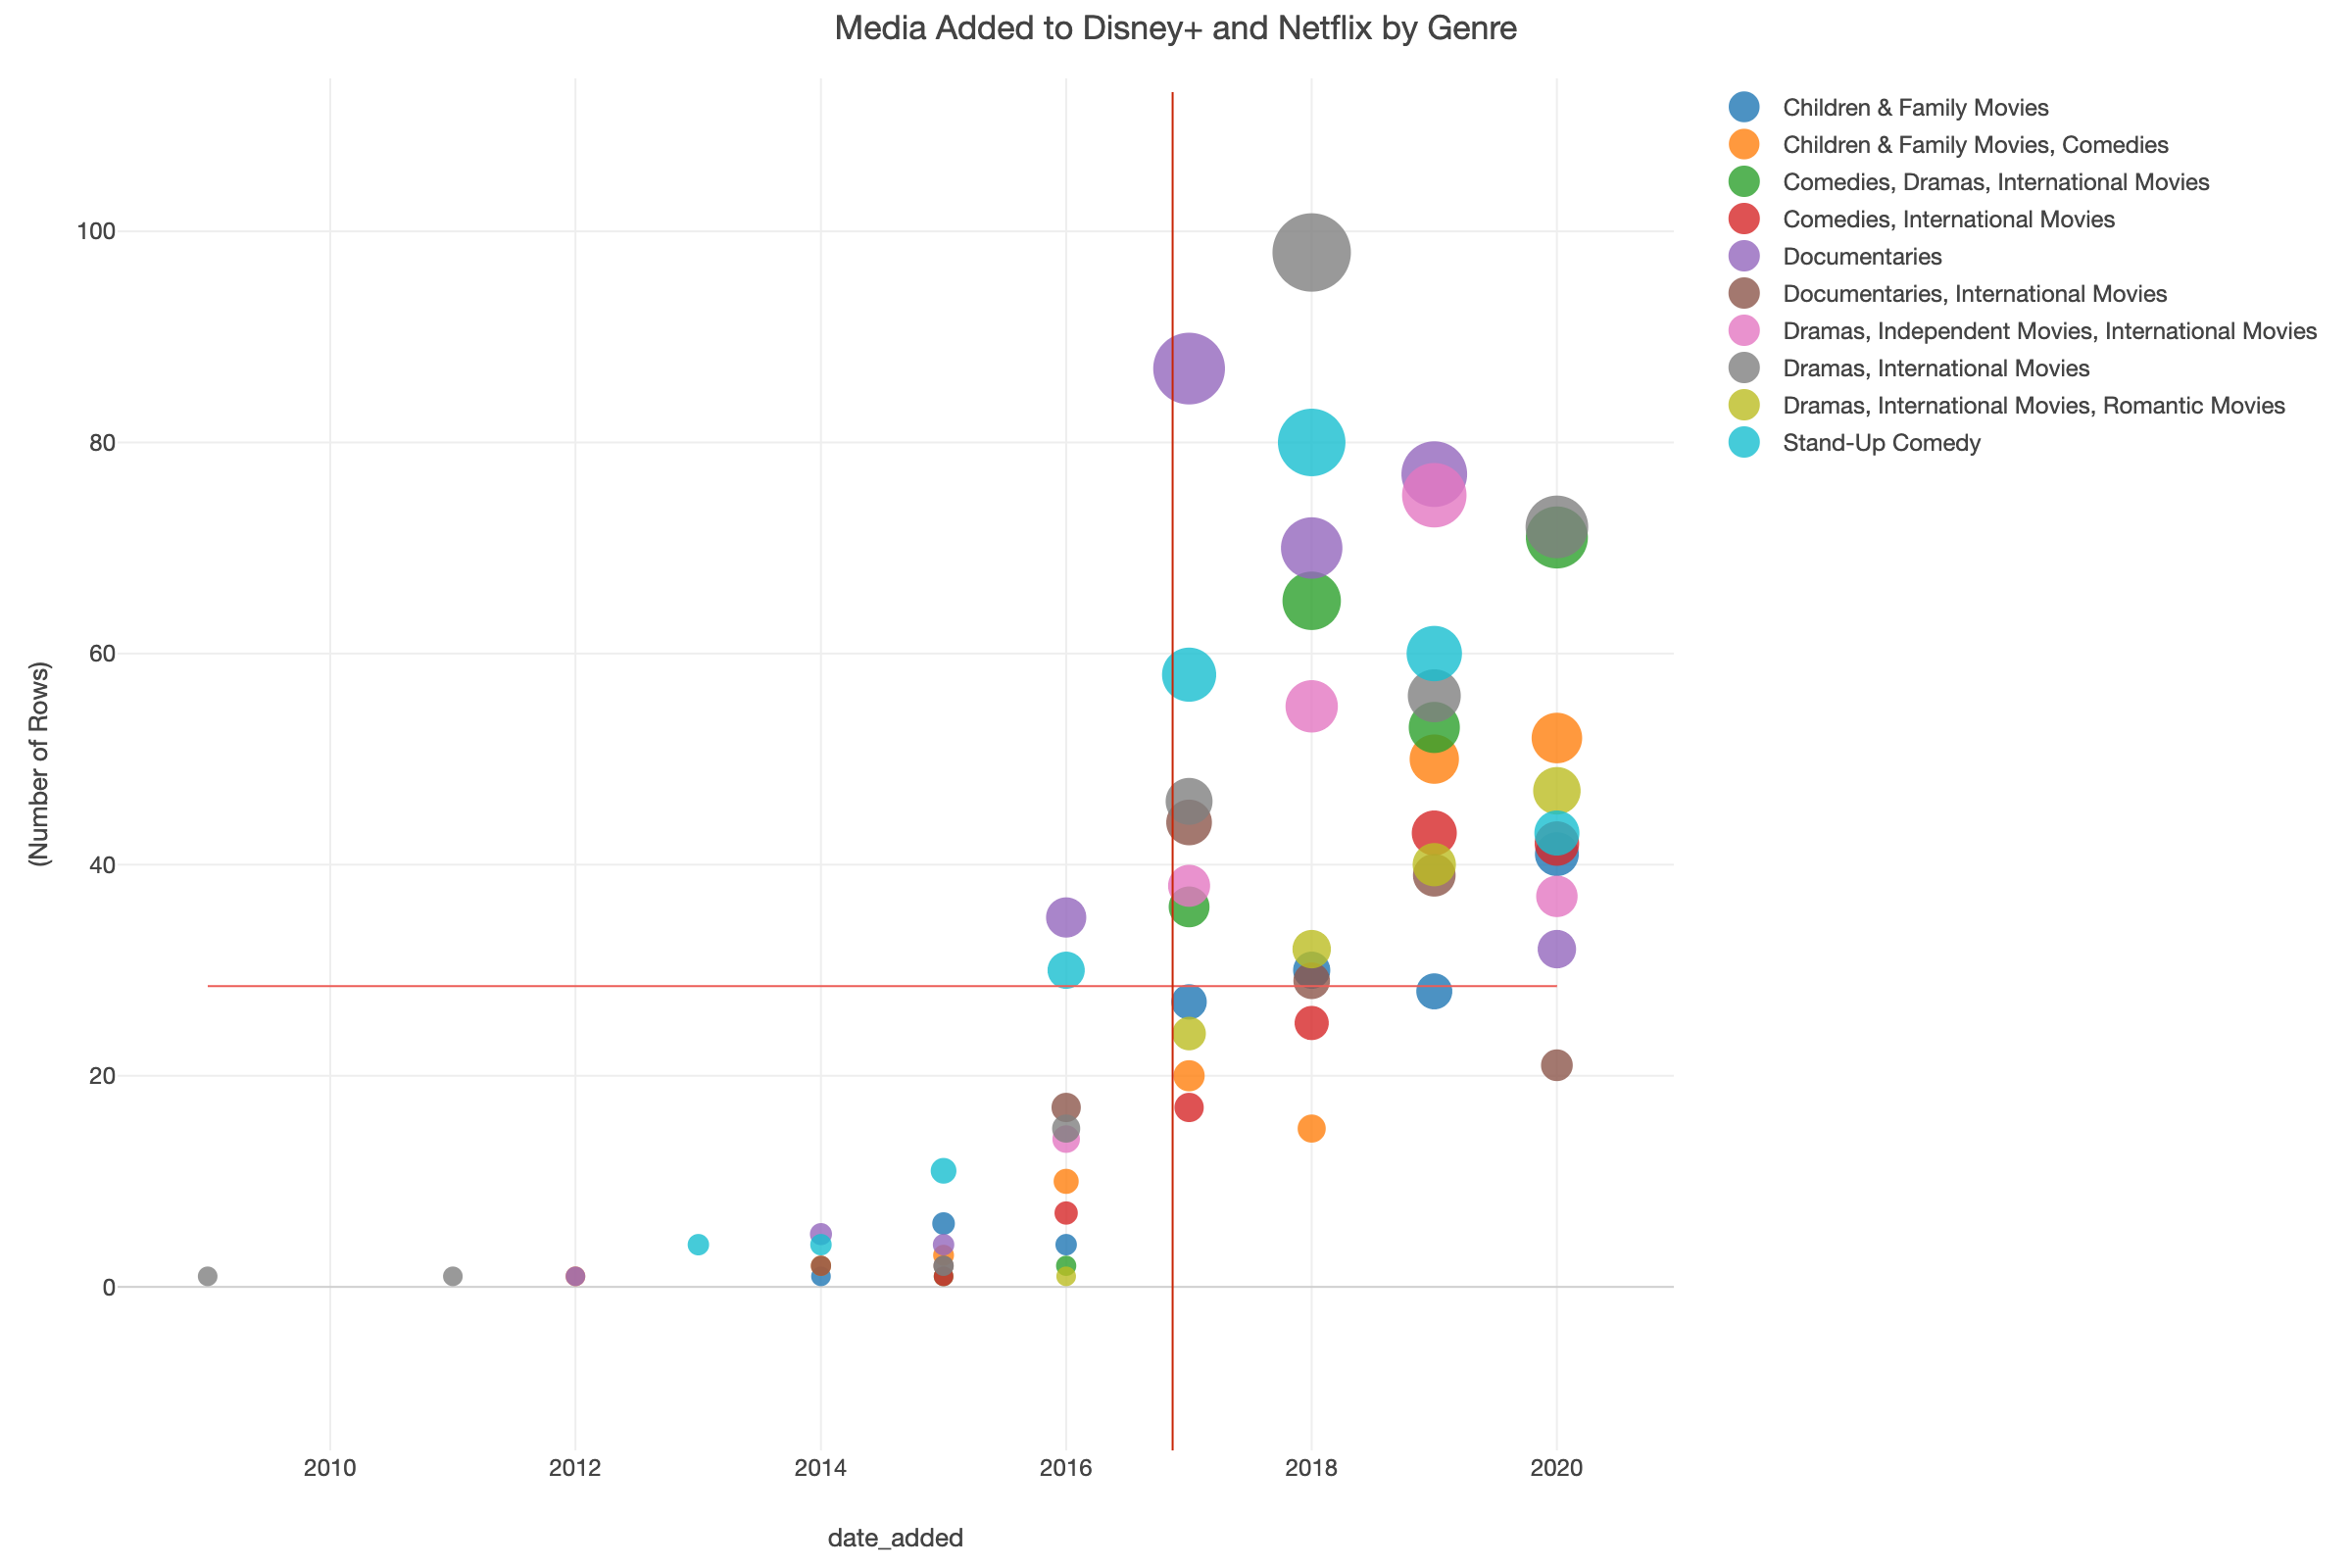 Media Added to Disney+ and Netflix by Genre
Children & Family Movies
Children & Family Movies, Comedies
Comedies, Dramas, International Movies
Comedies, International Movies
Documentaries
Documentaries, International Movies
Dramas, Independent Movies, International Movies
Dramas, International Movies
Dramas, International Movies, Romantic Movies
Stand-Up Comedy
(Number of Rows)
100
80
60
40
20
0
2010
2012
2014
2016
2018
2020
date_added